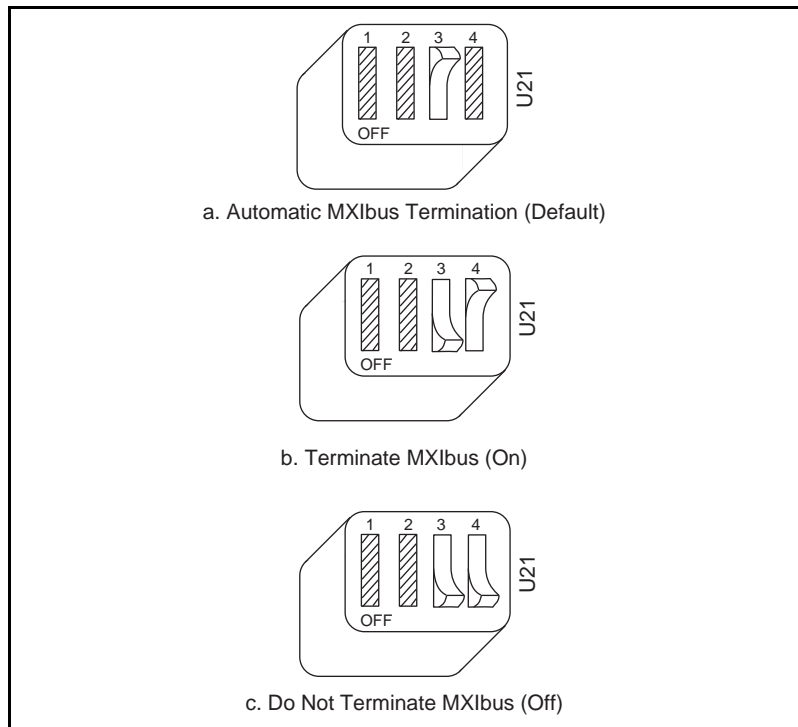 1 2 3 4
OFF
U21
a. Automatic MXIbus Termination (Default)
1 2 3 4
OFF
U21
b. Terminate MXIbus (On)
1 2 3 4
OFF
U21
c. Do Not Terminate MXIbus (Off)